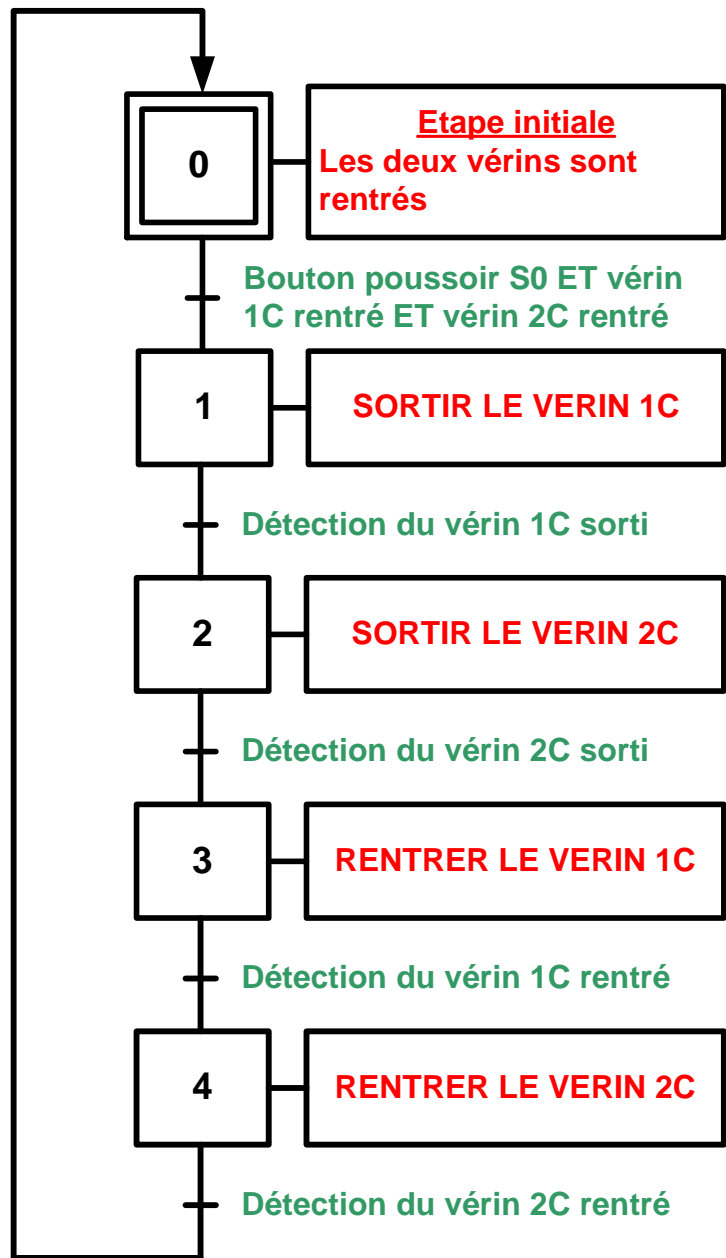 0
Etape initiale
Les deux vérins sont
rentrés
Bouton poussoir S0 ET vérin
1C rentré ET vérin 2C rentré
1
SORTIR LE VERIN 1C
Détection du vérin 1C sorti
2
SORTIR LE VERIN 2C
Détection du vérin 2C sorti
3
RENTRER LE VERIN 1C
Détection du vérin 1C rentré
4
RENTRER LE VERIN 2C
Détection du vérin 2C rentré